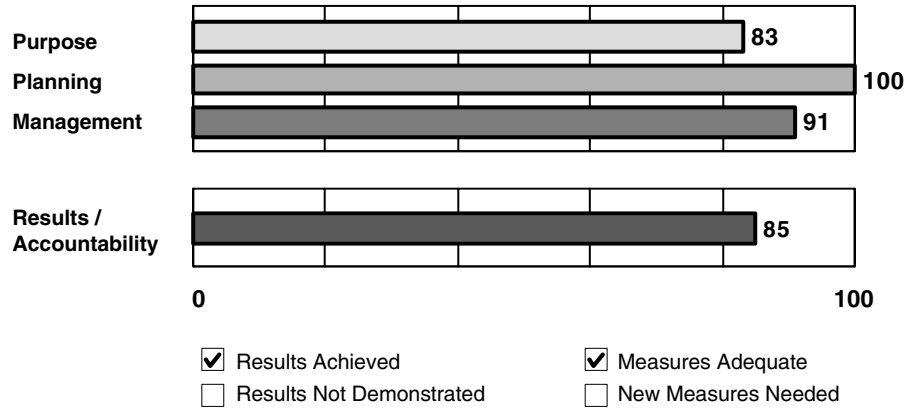 Purpose 83
Planning 100
Management 91
Results /
Accountability 85
0 100
Results Achieved Measures Adequate
Results Not Demonstrated New Measures Needed